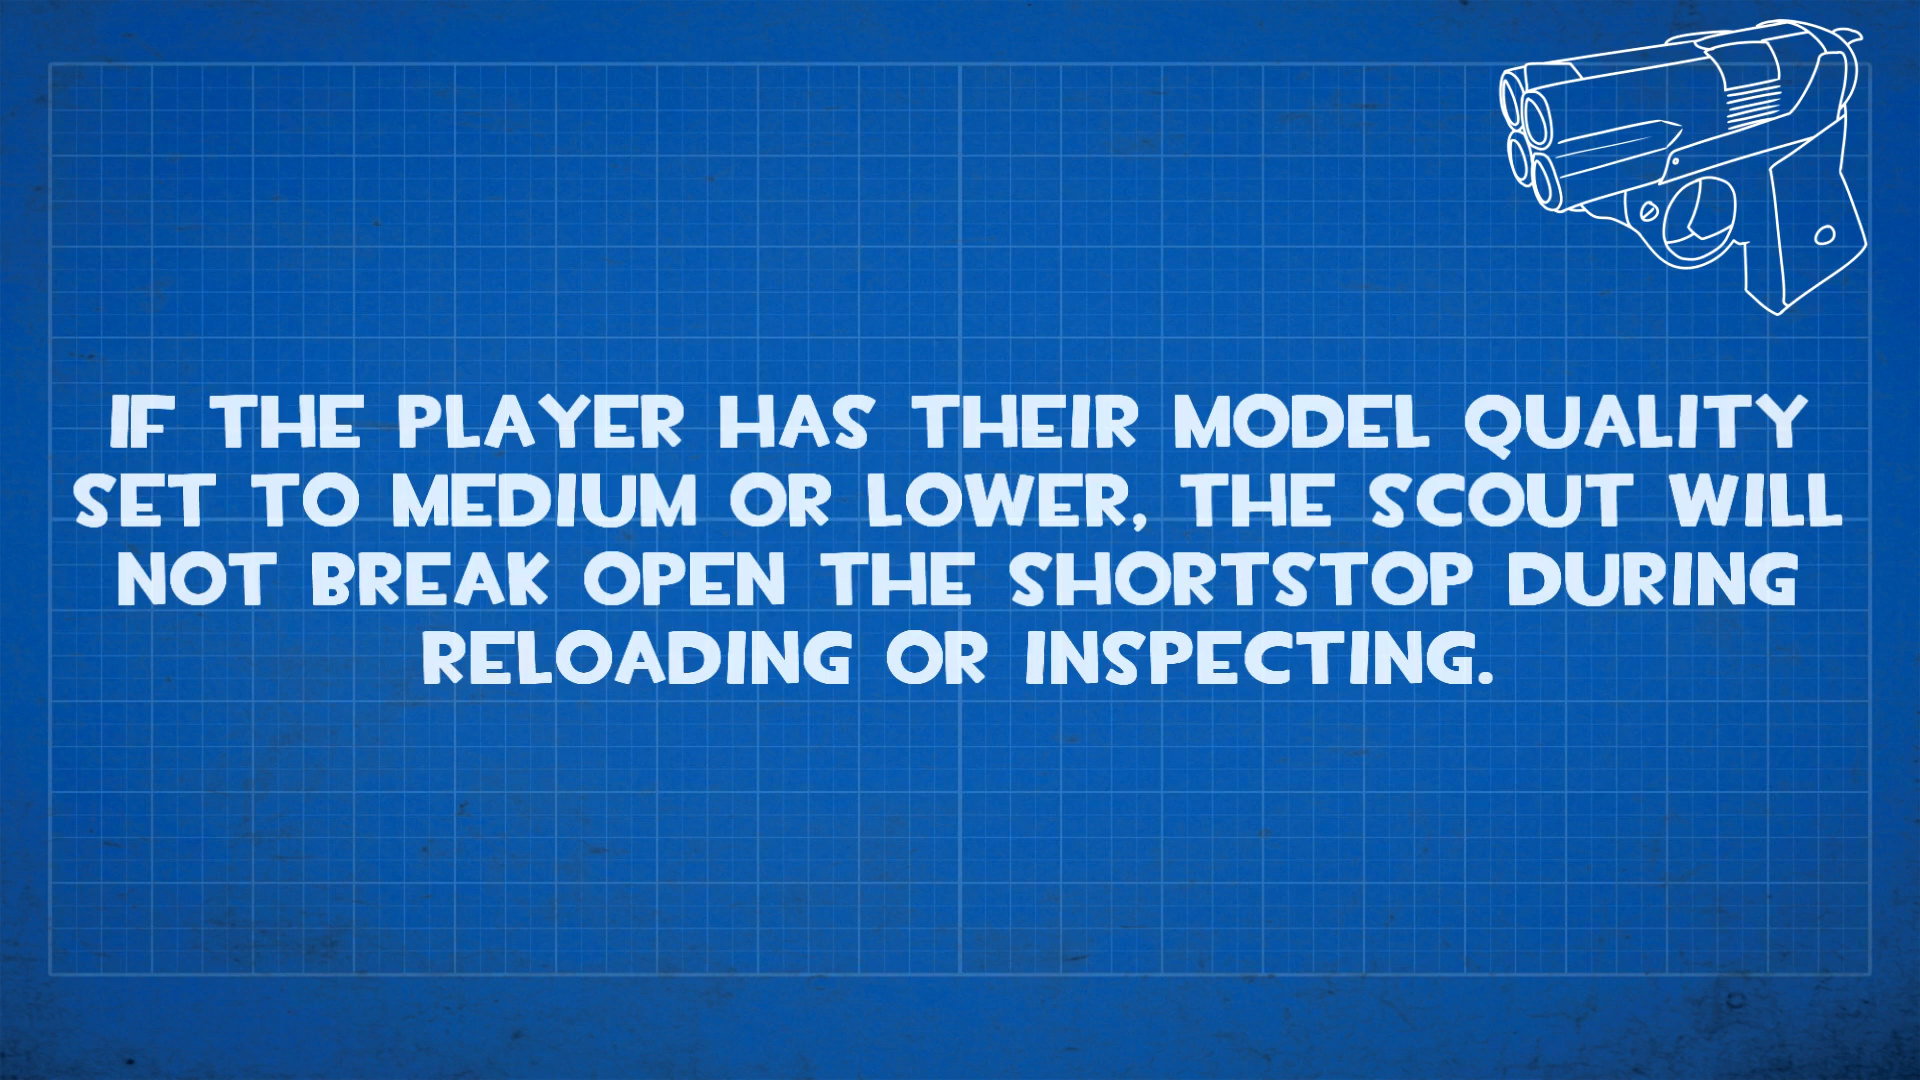 IF THE PLAYER HAS THEIR MODEL QUALITY
SET TO MEDIUM OR LOWER, THE SCOUT WILL
NOT BREAK OPEN THE SHORTSTOP DURING
RELOADING OR INSPECTING.